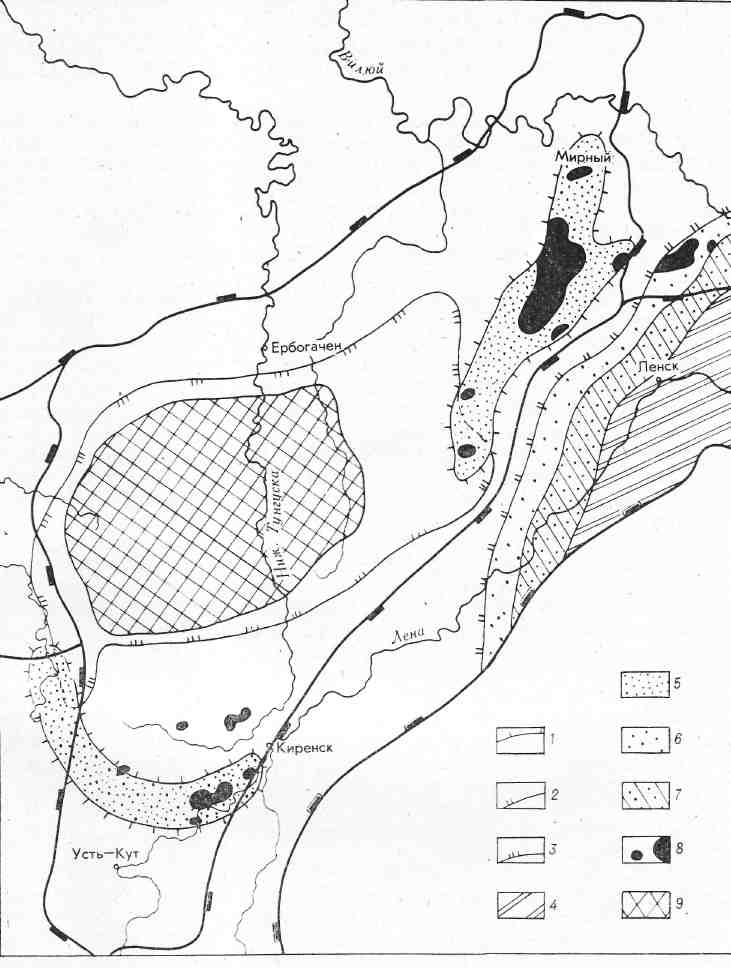 Вилюй
Мирный
Ербогачен
Ленск
Ниж. Тунгуска
Лена
Киренск
Усть-Кут
1
2
3
4
5
6
7
8
9